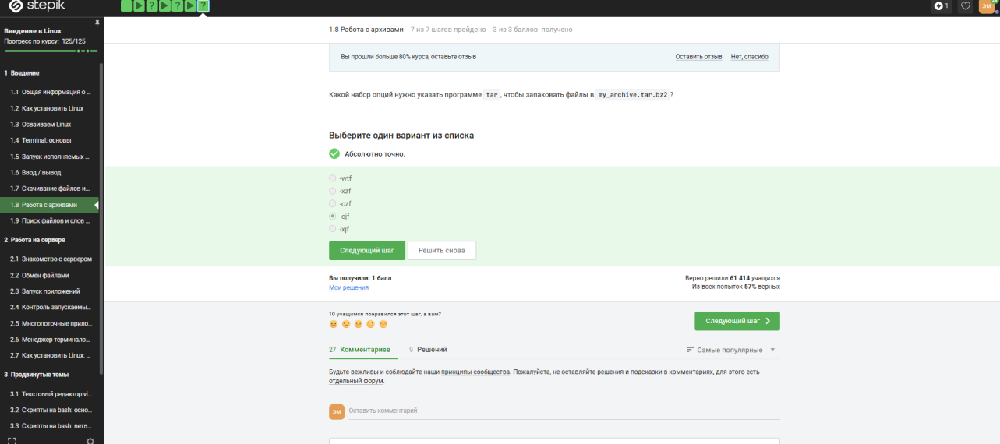 stepik
1
ЭМ
Введение в Linux
Прогресс по курсу: 125/125
1 Введение
1.1 Общая информация о ...
1.2 Как установить Linux
1.3 Осваиваем Linux
1.4 Terminal: основы
1.5 Запуск исполняемых ...
1.6 Ввод / вывод
1.7 Скачивание файлов и...
1.8 Работа с архивами
1.9 Поиск файлов и слов ...
2 Работа на сервере
2.1 Знакомство с сервером
2.2 Обмен файлами
2.3 Запуск приложений
2.4 Контроль запускаемы...
2.5 Многопоточные прило...
2.6 Менеджер терминало...
2.7 Как установить Linux: ...
3 Продвинутые темы
3.1 Текстовый редактор vi...
3.2 Скрипты на bash: осно...
3.3 Скрипты на bash: ветв...
1.8 Работа с архивами 7 из 7 шагов пройдено 3 из 3 баллов получено
Вы прошли больше 80% курса, оставьте отзыв Оставить отзыв Нет, спасибо
Какой набор опций нужно указать программе tar, чтобы запаковать файлы в my_archive.tar.bz2?
Выберите один вариант из списка
Абсолютно точно.
-wtf
-xzf
-czf
-cjf
-xjf
Следующий шаг Решить снова
Вы получили: 1 балл Верно решили 61 414 учащихся
Мои решения Из всех попыток 57% верных
10 учащимся понравился этот шаг, а вам?
Следующий шаг
27 Комментариев 9 Решений Самые популярные
Будьте вежливы и соблюдайте наши принципы сообщества. Пожалуйста, не оставляйте решения и подсказки в комментариях, для этого есть
отдельный форум.
ЭМ Оставить комментарий